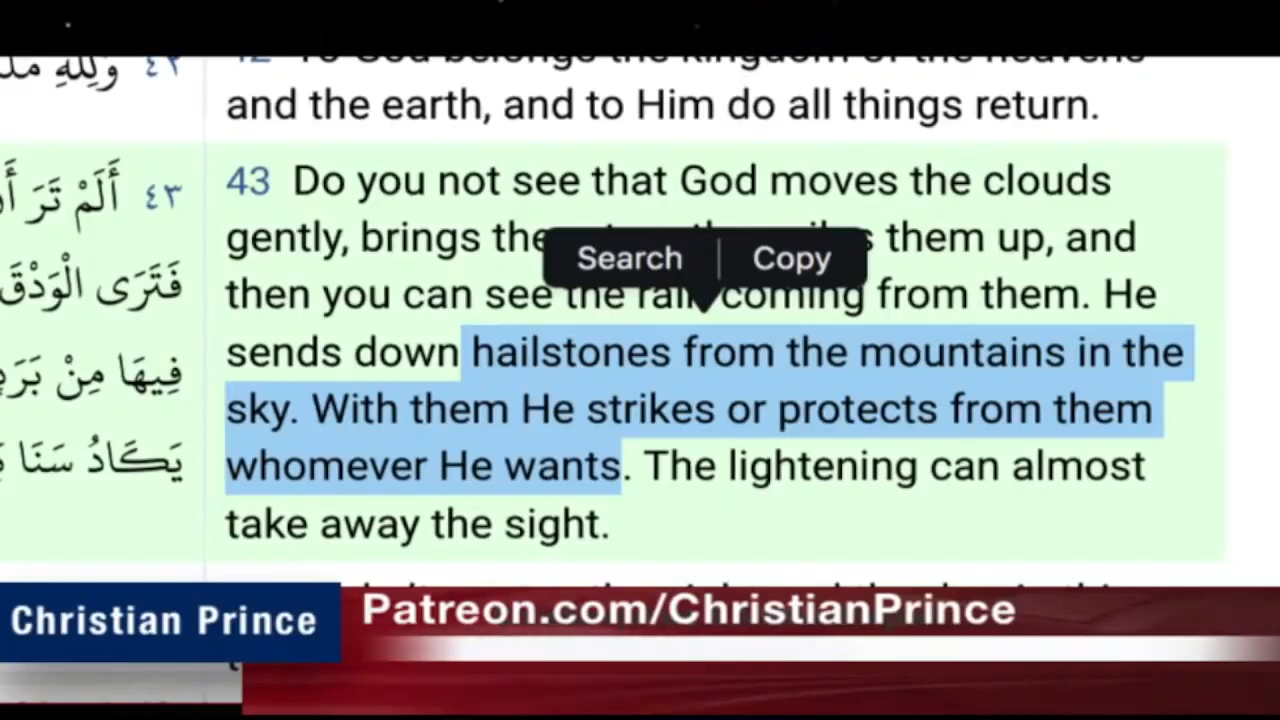 وَلِلَّهِ ٤٢
and the earth, and to Him do all things return.
٤٣ أَلَمْ تَرَ
43 Do you not see that God moves the clouds
gently, brings them up, and
Search Copy
فَتَرَى الْوَدْقَ
then you can see the rain coming from them. He
sends down hailstones from the mountains in the
فِيهَا مِنْ
sky. With them He strikes or protects from them
يَكَادُ سَنَا
whomever He wants. The lightening can almost
take away the sight.
Christian Prince
Patreon.com/ChristianPrince